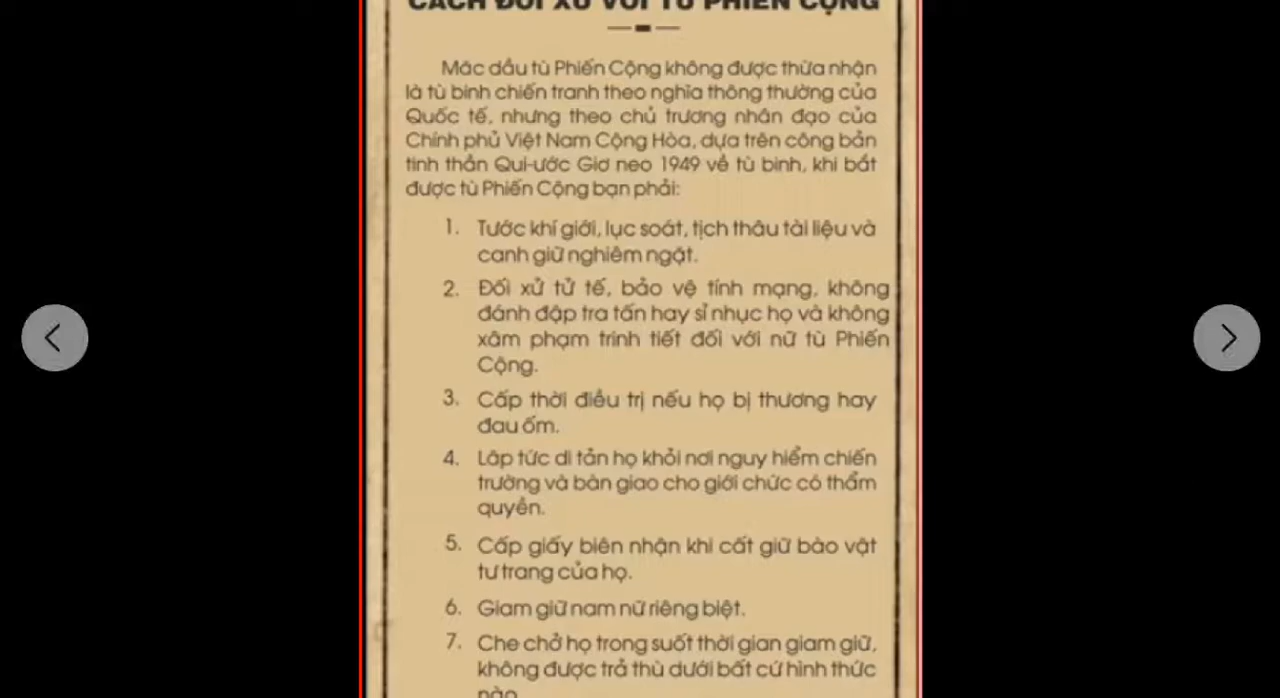 CÁCH ĐỐI XỬ VỚI TÙ PHIẾN CỘNG
Mặc dầu tù Phiến Cộng không được thừa nhận
là tù binh chiến tranh theo nghĩa thông thường của
Quốc tế, nhưng theo chủ trương nhân đạo của
Chính phủ Việt Nam Cộng Hòa, dựa trên công bản
tinh thần Qui-ước Giơ neo 1949 về tù binh, khi bắt
được tù Phiến Cộng bạn phải:
1. Tước khí giới, lục soát, tịch thâu tài liệu và
canh giữ nghiêm ngặt.
2. Đối xử tử tế, bảo vệ tính mạng, không
đánh đập tra tấn hay sỉ nhục họ và không
xâm phạm trinh tiết đối với nữ tù Phiến
Cộng.
3. Cấp thời điều trị nếu họ bị thương hay
đau ốm.
4. Lập tức di tản họ khỏi nơi nguy hiểm chiến
trường và bàn giao cho giới chức có thẩm
quyền.
5. Cấp giấy biên nhận khi cất giữ bảo vật
tư trang của họ.
6. Giam giữ nam nữ riêng biệt.
7. Che chở họ trong suốt thời gian giam giữ,
không được trả thù dưới bất cứ hình thức
nào.